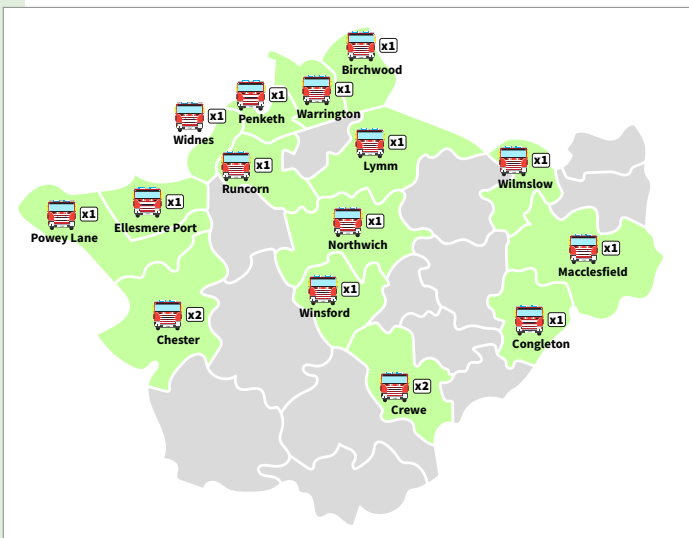 x1
Birchwood
x1
Warrington
x1
Penketh
x1
Widnes
x1
Lymm
x1
Runcorn
x1
Wilmslow
x1
Ellesmere Port
x1
Powey Lane
x1
Northwich
x1
Macclesfield
x1
Winsford
x2
Chester
x1
Congleton
x2
Crewe